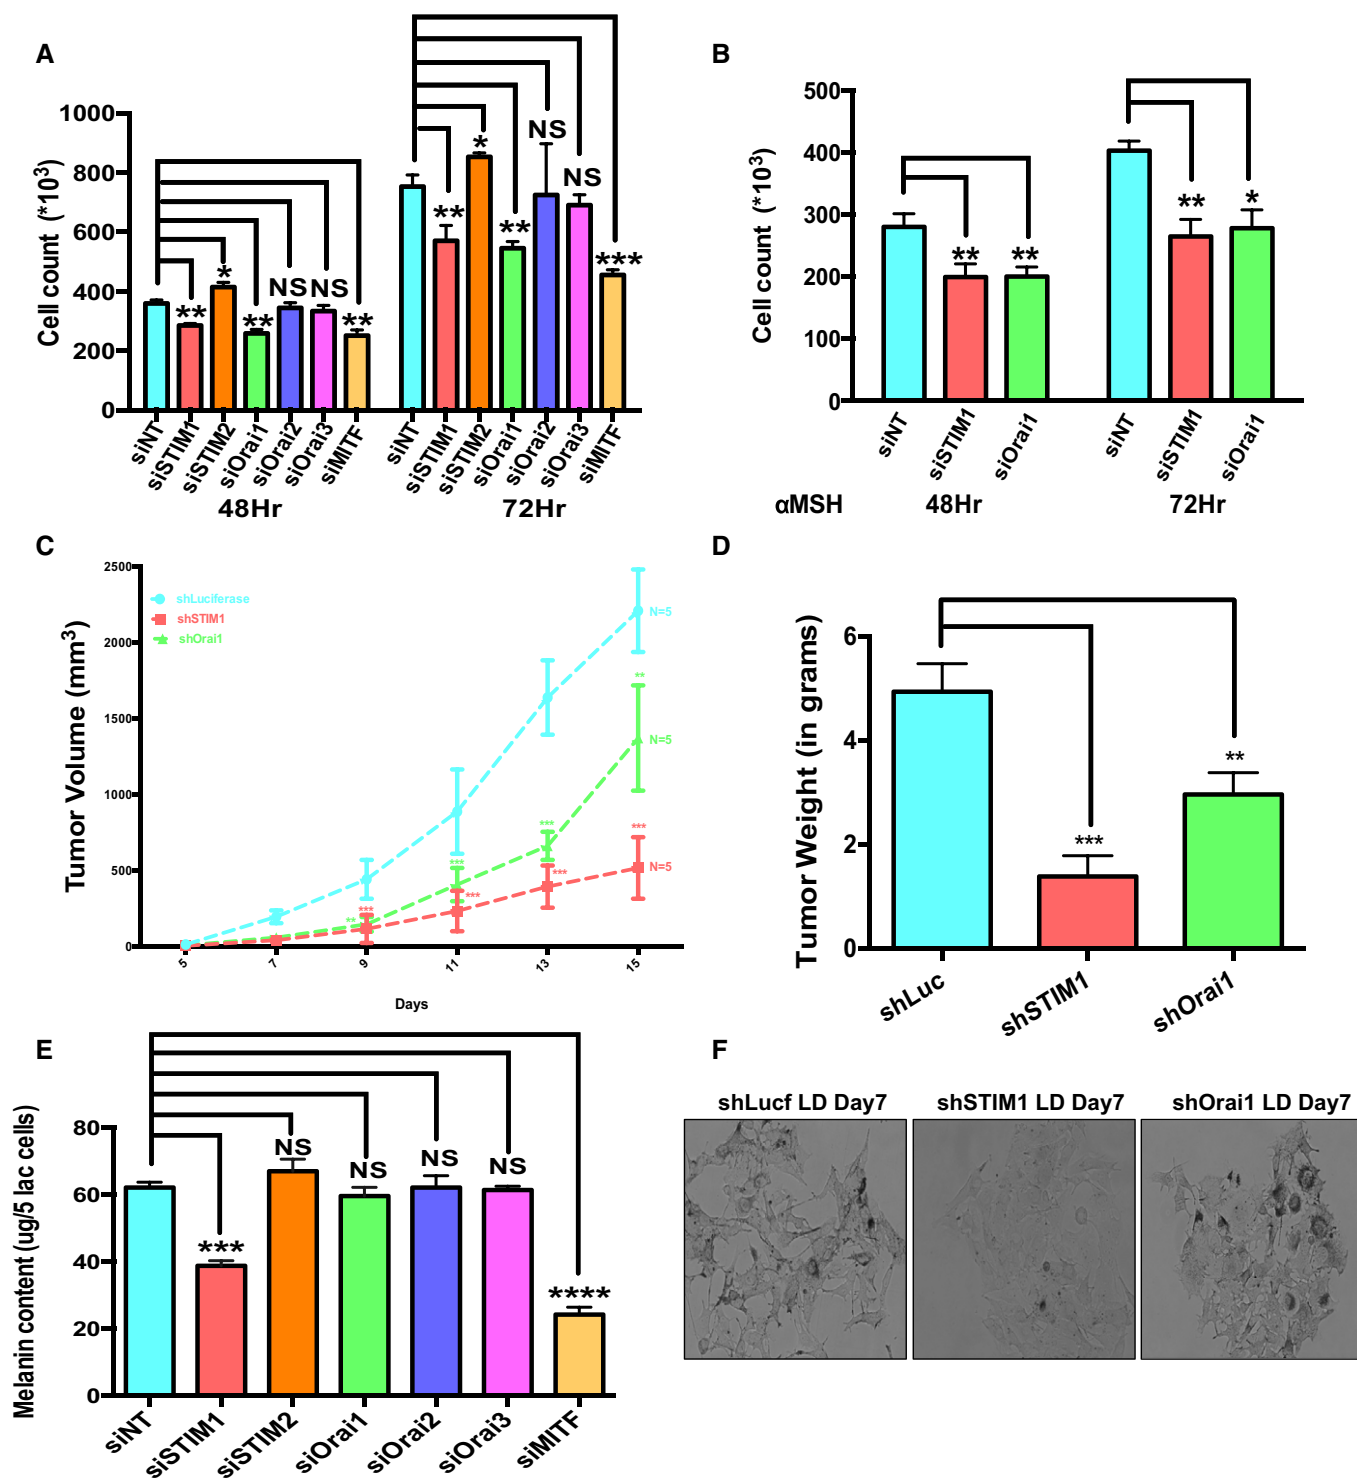 A
Cell count (*10³)
1000
800
600
400
200
0
** * ** NS NS **
** * ** NS NS ***
siNT siSTIM1 siSTIM2 siOrai1 siOrai2 siOrai3 siMITF
siNT siSTIM1 siSTIM2 siOrai1 siOrai2 siOrai3 siMITF
48Hr 72Hr
B
Cell count (*10³)
500
400
300
200
100
0
** **
** *
siNT siSTIM1 siOrai1 siNT siSTIM1 siOrai1
αMSH 48Hr 72Hr
C
Tumor Volume (mm³)
2500
2000
1500
1000
500
0
shLuciferase
shSTIM1
shOrai1
N=5
**
N=5
***
N=5
***
***
***
***
***
**
5 7 9 11 13 15
Days
D
Tumor Weight (in grams)
6
4
2
0
***
**
shLuc shSTIM1 shOrai1
E
Melanin content (ug/5 lac cells)
80
60
40
20
0
*** NS NS NS NS ****
siNT siSTIM1 siSTIM2 siOrai1 siOrai2 siOrai3 siMITF
F
shLucf LD Day7 shSTIM1 LD Day7 shOrai1 LD Day7